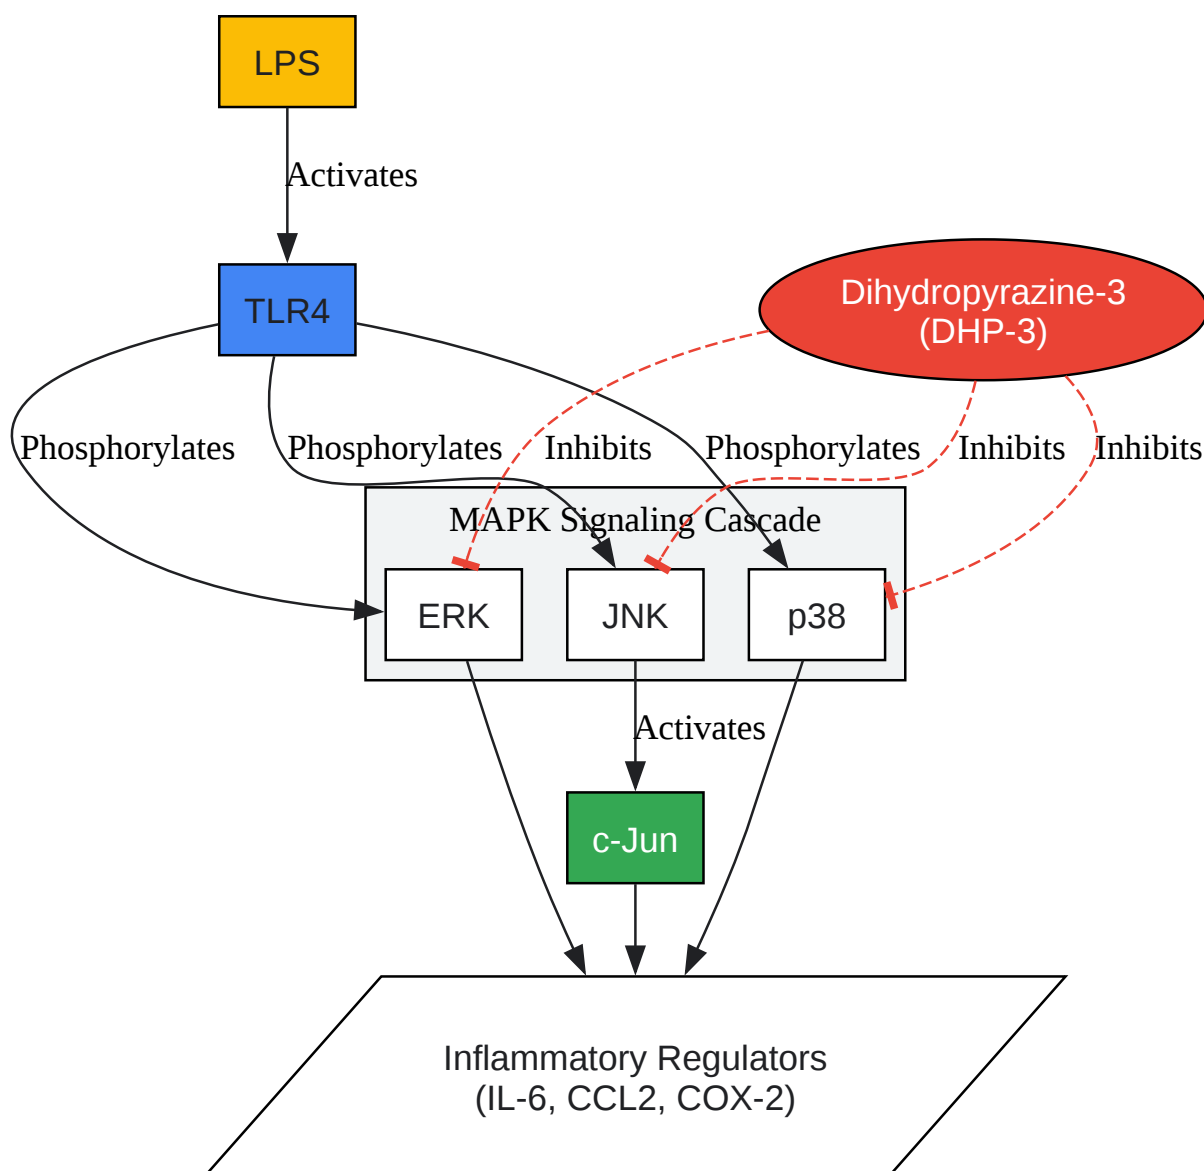 LPS
Activates
TLR4
Dihydropyrazine-3
(DHP-3)
Phosphorylates
Phosphorylates
Inhibits
Phosphorylates
Inhibits
Inhibits
MAPK Signaling Cascade
ERK
JNK
p38
Activates
c-Jun
Inflammatory Regulators
(IL-6, CCL2, COX-2)